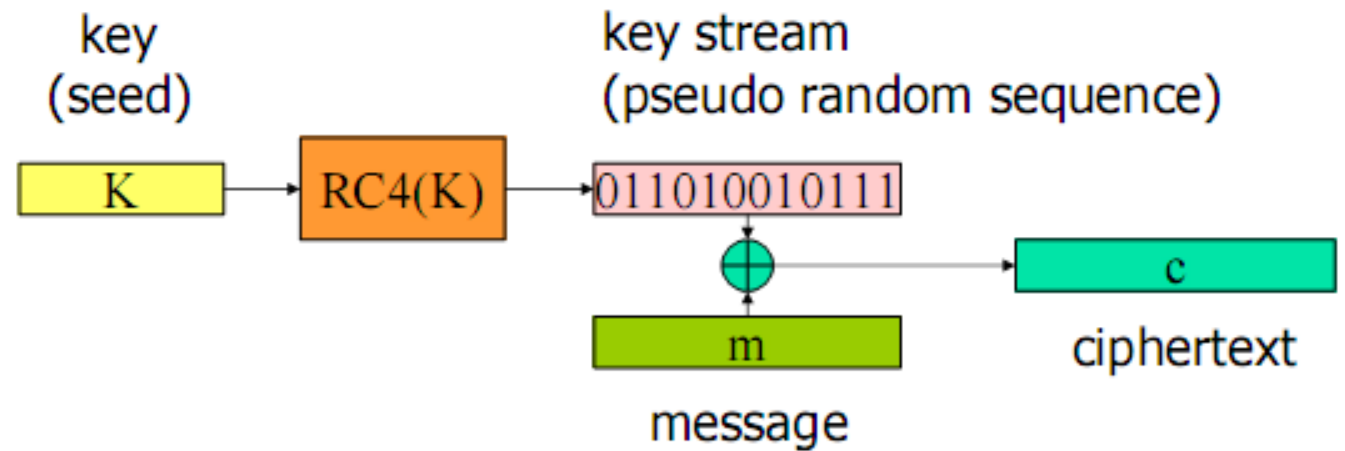 key
(seed)
key stream
(pseudo random sequence)
K
RC4(K)
011010010111
c
m
ciphertext
message